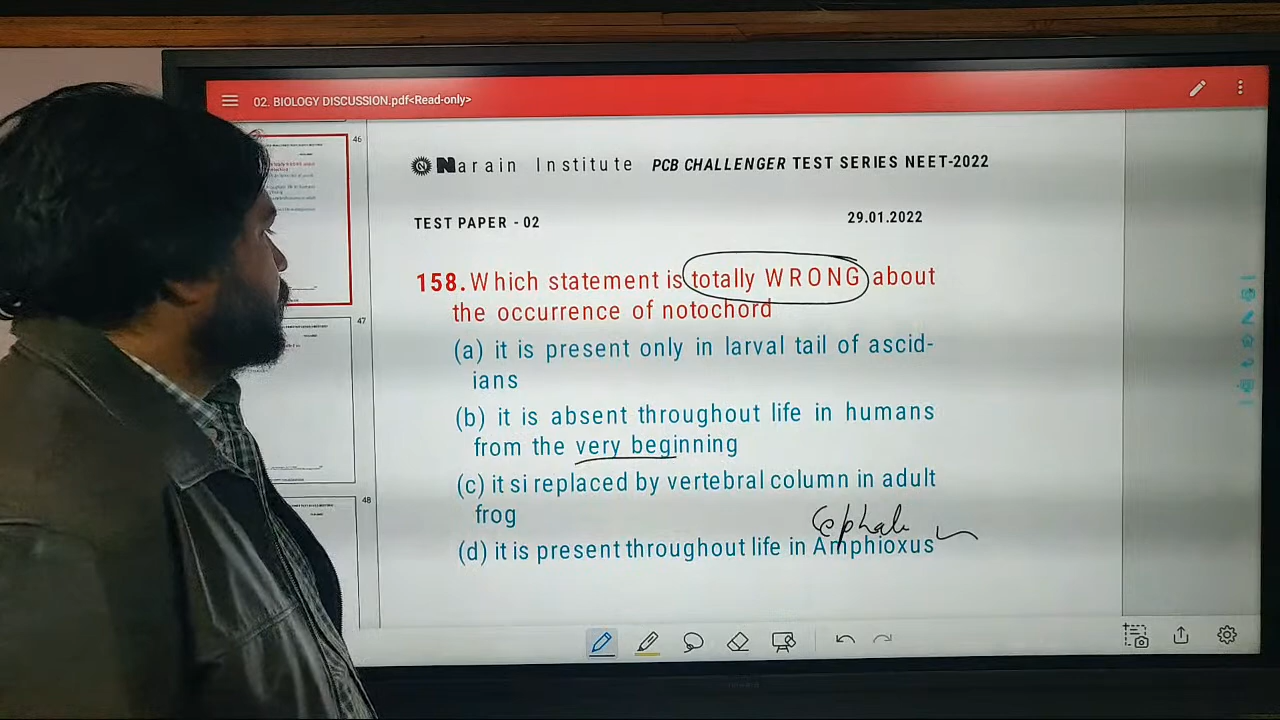 02. BIOLOGY DISCUSSION.pdf<Read-only>
46
Narain Institute PCB CHALLENGER TEST SERIES NEET-2022
TEST PAPER - 02 29.01.2022
158. Which statement is totally WRONG about
the occurrence of notochord
(a) it is present only in larval tail of ascid-
ians
(b) it is absent throughout life in humans
from the very beginning
(c) it si replaced by vertebral column in adult
frog
Cephalo
(d) it is present throughout life in Amphioxus
47
48